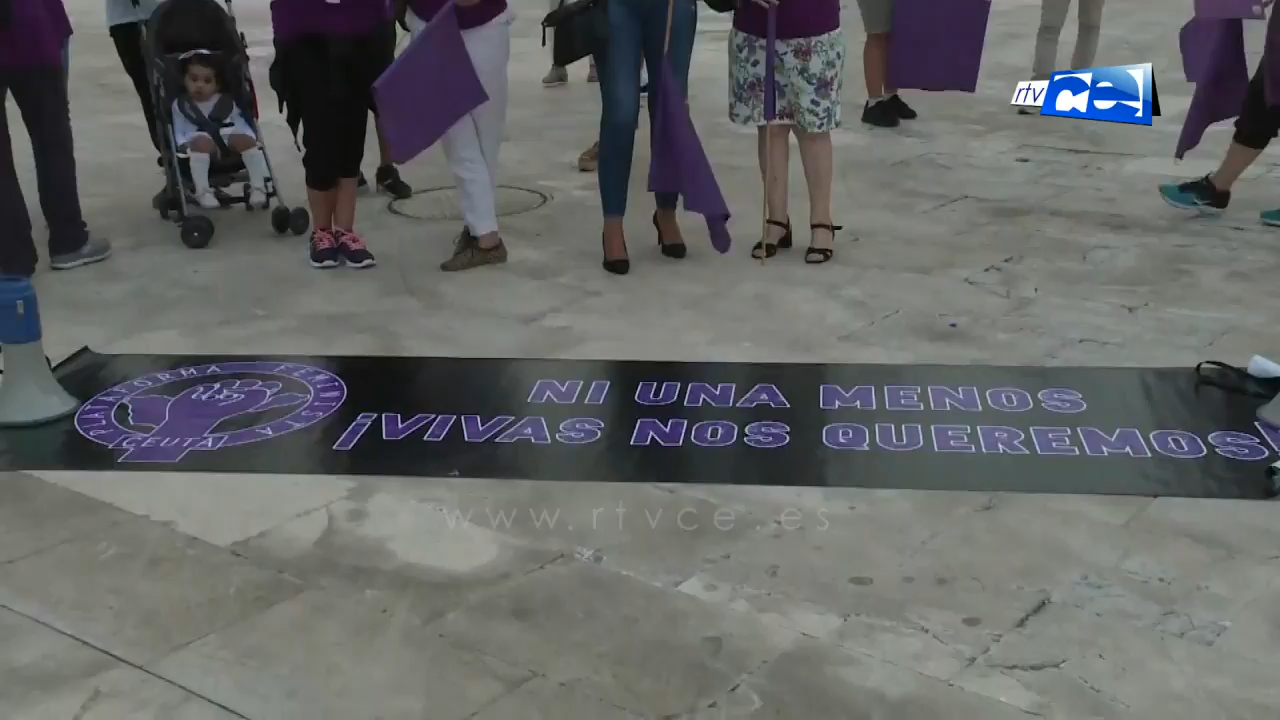 rtv ce!
PLATAFORMA FEMINISTA
CEUTA
NI UNA MENOS
¡VIVAS NOS QUEREMOS!
www.rtvce.es